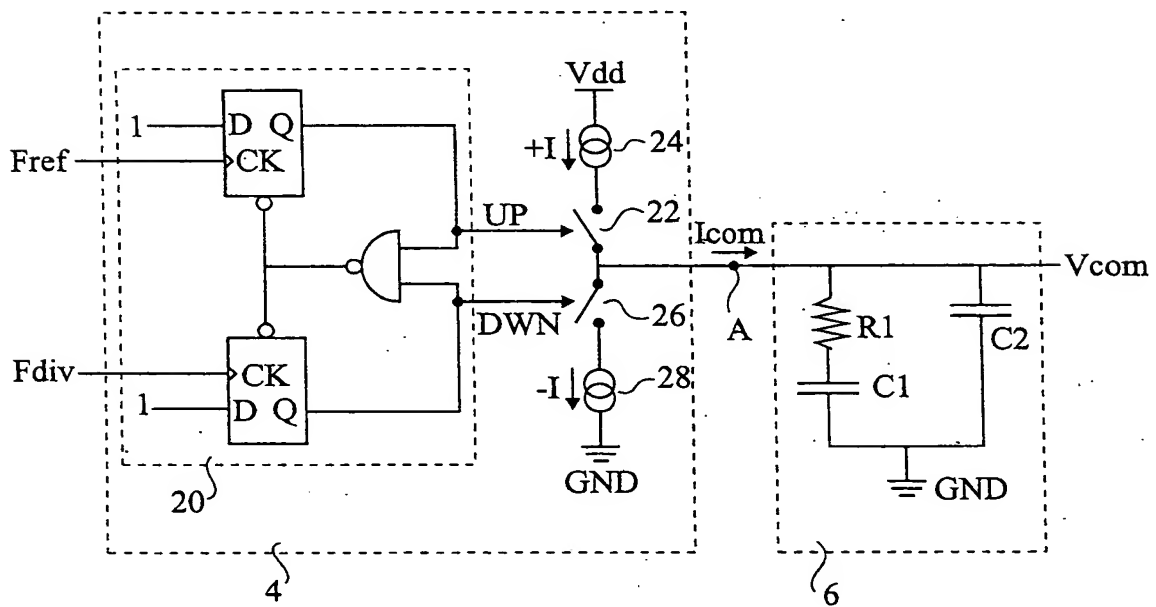 Vdd
1
D Q
+I
24
Fref
CK
UP
22
Icom
Vcom
DWN
26
A
R1
C2
Fdiv
CK
-I
28
C1
1
D Q
GND
GND
20
4
6